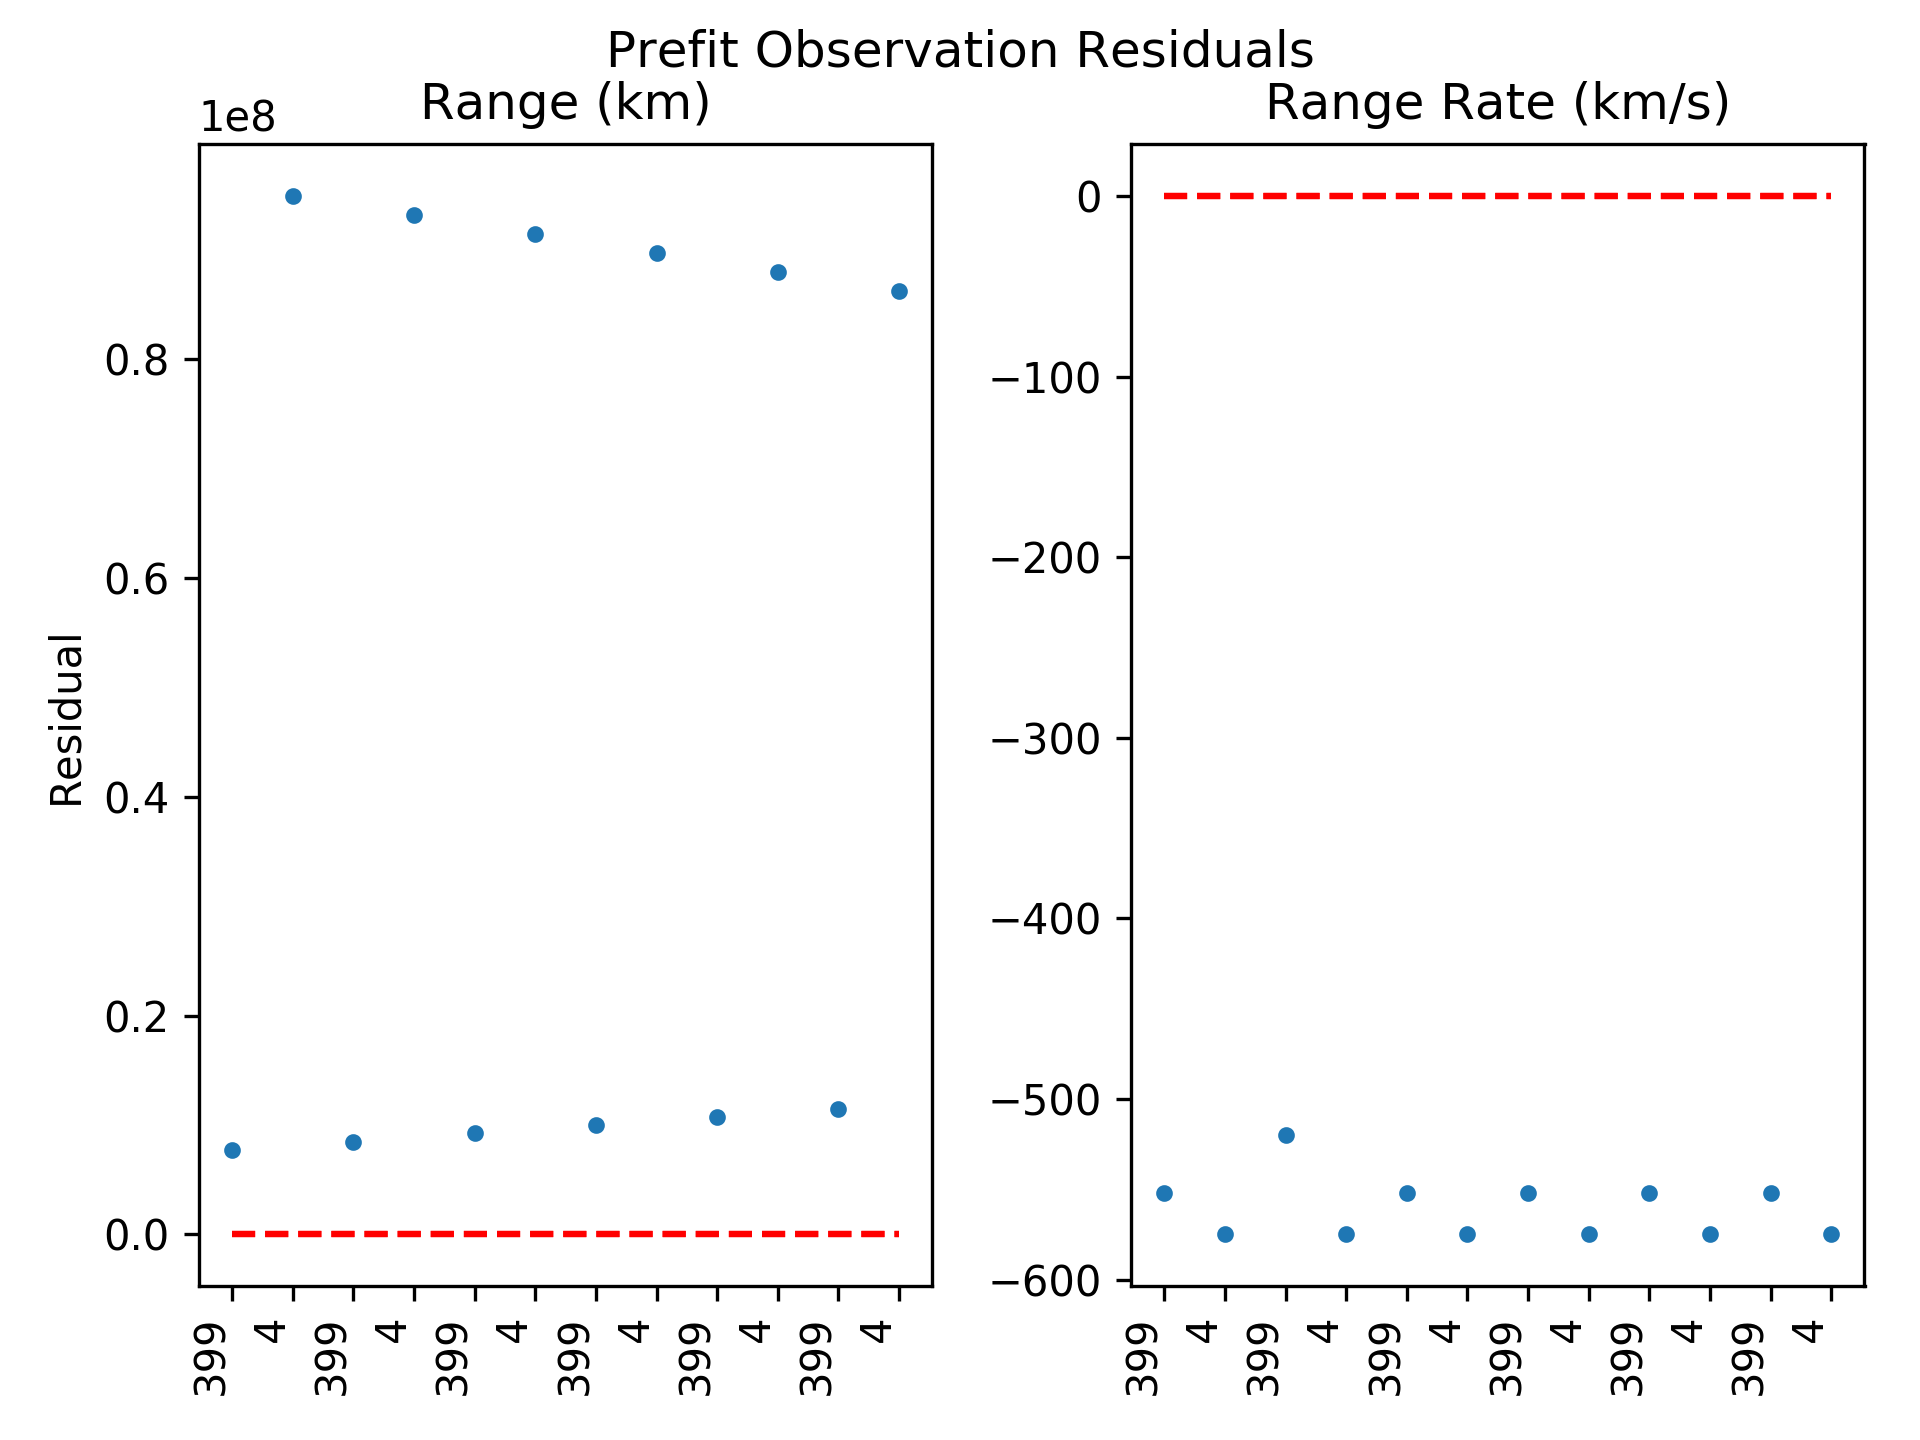 Prefit Observation Residuals
Range (km)
1e8
Residual
0.8
0.6
0.4
0.2
0.0
399 4 399 4 399 4 399 4 399 4 399 4
Range Rate (km/s)
0
−100
−200
−300
−400
−500
−600
399 4 399 4 399 4 399 4 399 4 399 4